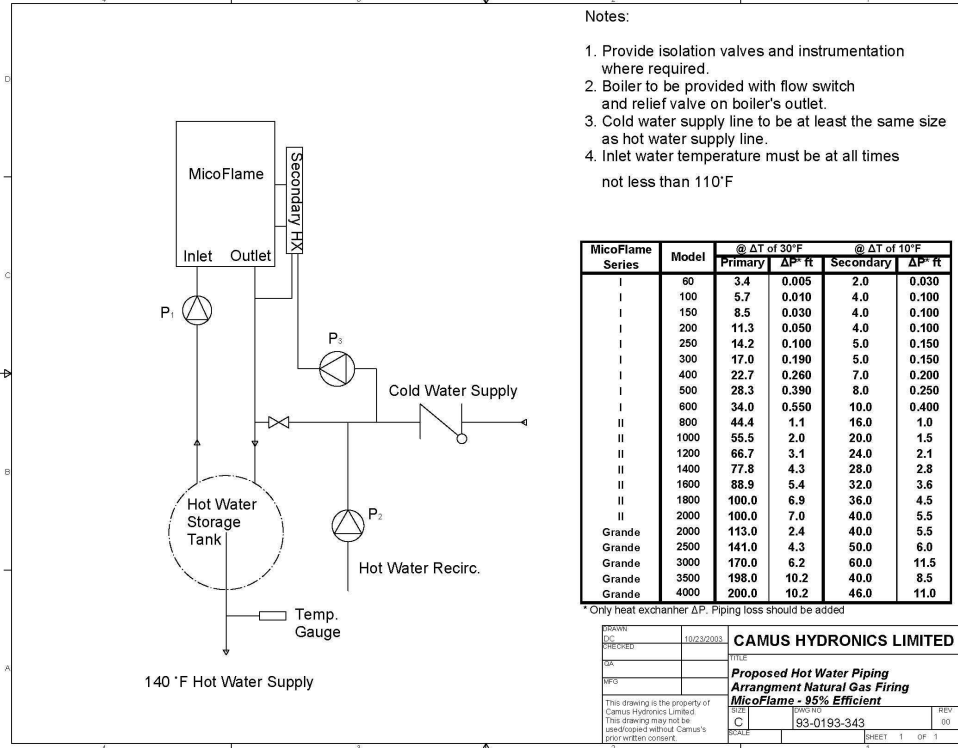 Notes:
1. Provide isolation valves and instrumentation
where required.
2. Boiler to be provided with flow switch
and relief valve on boiler's outlet.
3. Cold water supply line to be at least the same size
as hot water supply line.
4. Inlet water temperature must be at all times
not less than 110°F
MicoFlame
Secondary HX
Inlet Outlet
P1
P3
Cold Water Supply
Hot Water
Storage
Tank
P2
Hot Water Recirc.
Temp.
Gauge
140 °F Hot Water Supply
MicoFlame Series Model @ ΔT of 30°F @ ΔT of 10°F
Primary ΔP* ft Secondary ΔP* ft
I 60 3.4 0.005 2.0 0.030
I 100 5.7 0.010 4.0 0.100
I 150 8.5 0.030 4.0 0.100
I 200 11.3 0.050 4.0 0.100
I 250 14.2 0.100 5.0 0.150
I 300 17.0 0.190 5.0 0.150
I 400 22.7 0.260 7.0 0.200
I 500 28.3 0.390 8.0 0.250
I 600 34.0 0.550 10.0 0.400
II 800 44.4 1.1 16.0 1.0
II 1000 55.5 2.0 20.0 1.5
II 1200 66.7 3.1 24.0 2.1
II 1400 77.8 4.3 28.0 2.8
II 1600 88.9 5.4 32.0 3.6
II 1800 100.0 6.9 36.0 4.5
II 2000 100.0 7.0 40.0 5.5
Grande 2000 113.0 2.4 40.0 5.5
Grande 2500 141.0 4.3 50.0 6.0
Grande 3000 170.0 6.2 60.0 11.5
Grande 3500 198.0 10.2 40.0 8.5
Grande 4000 200.0 10.2 46.0 11.0
* Only heat exchanher ΔP. Piping loss should be added
DRAWN
DC 10/23/2003
CHECKED
QA
MFG
This drawing is the property of
Camus Hydronics Limited.
This drawing may not be
used/copied without Camus's
prior written consent.
CAMUS HYDRONICS LIMITED
TITLE
Proposed Hot Water Piping
Arrangment Natural Gas Firing
MicoFlame - 95% Efficient
SIZE DWG NO REV
C 93-0193-343 00
SCALE SHEET 1 OF 1
D
C
B
A